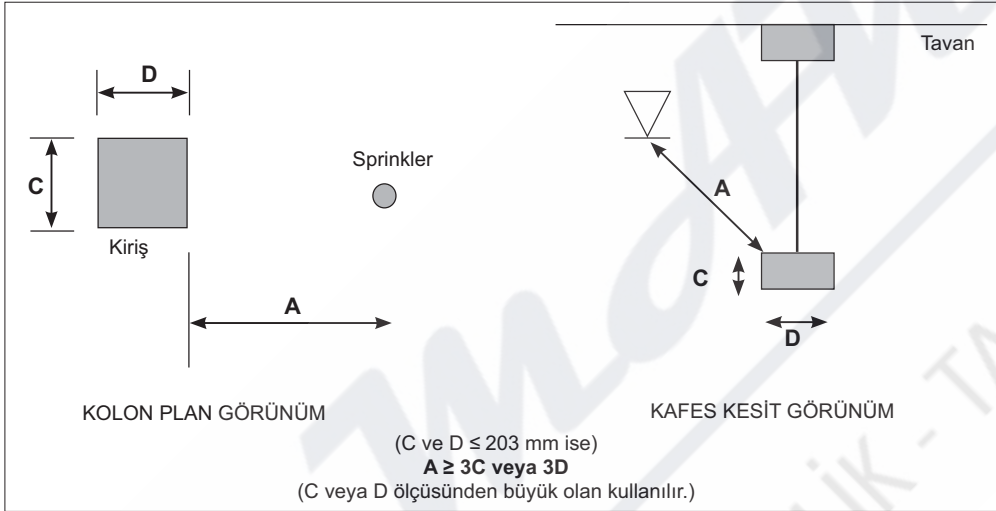 D
C
Kiriş
Sprinkler
A
KOLON PLAN GÖRÜNÜM
Tavan
A
C
D
KAFES KESİT GÖRÜNÜM
(C ve D ≤ 203 mm ise)
A ≥ 3C veya 3D
(C veya D ölçüsünden büyük olan kullanılır.)